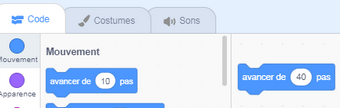 Code Costumes Sons
Mouvement
Mouvement
avancer de 10 pas
avancer de 40 pas
Apparence